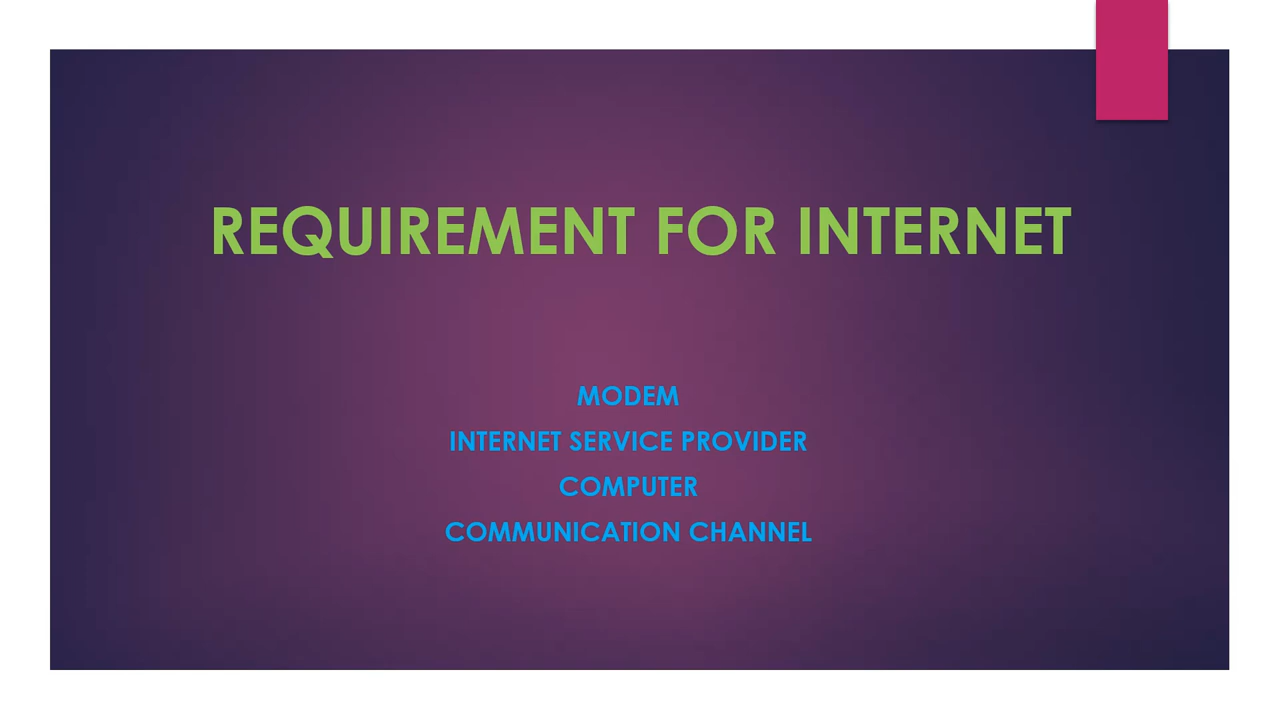 REQUIREMENT FOR INTERNET
MODEM
INTERNET SERVICE PROVIDER
COMPUTER
COMMUNICATION CHANNEL